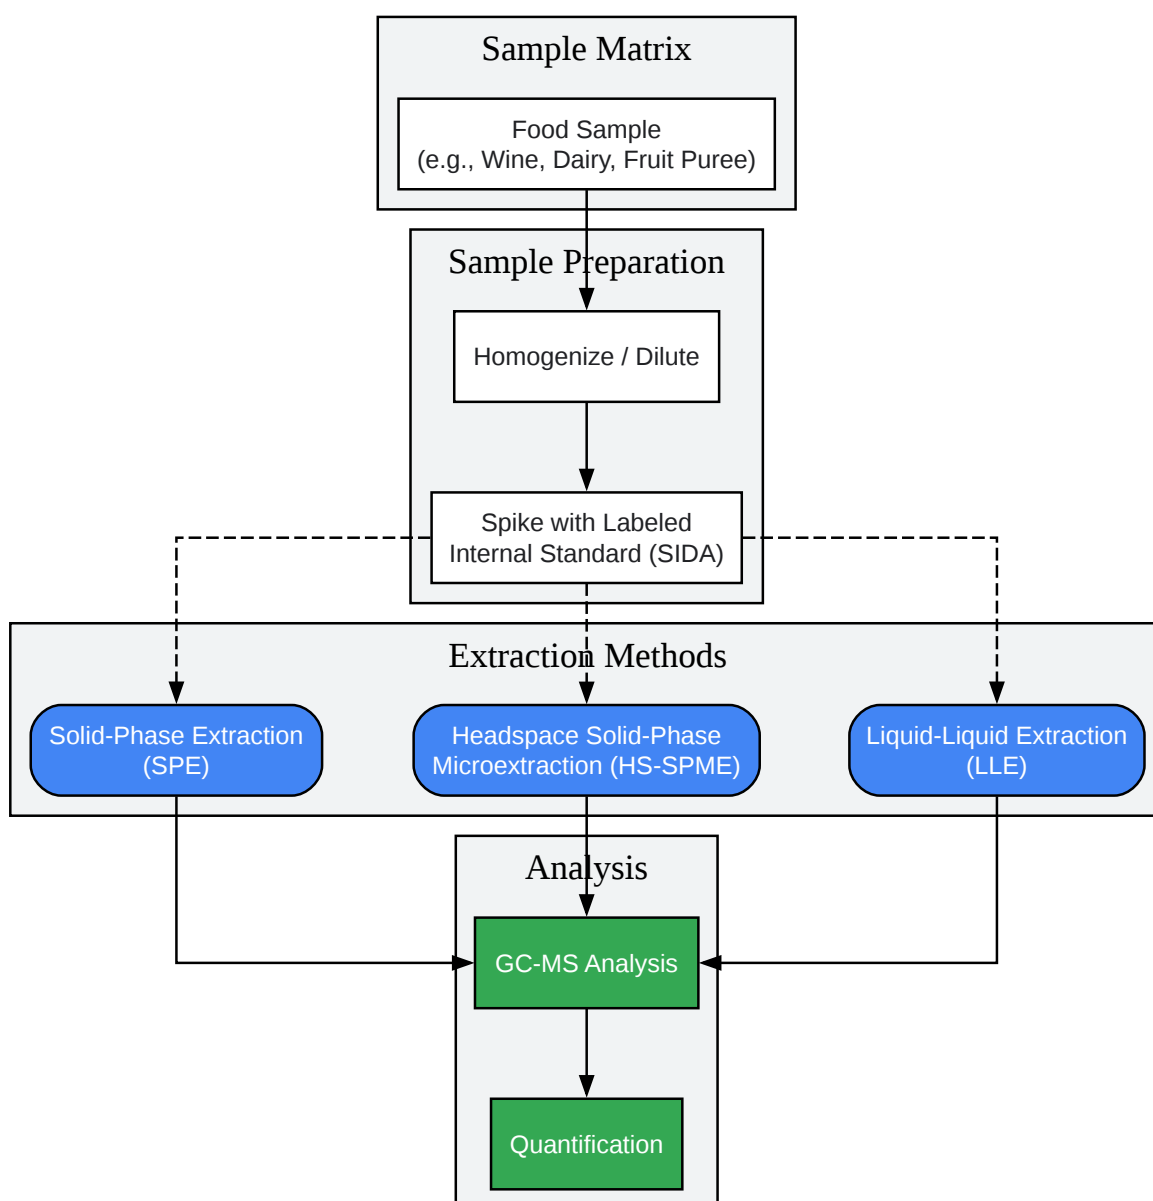 Sample Matrix
Food Sample
(e.g., Wine, Dairy, Fruit Puree)
Sample Preparation
Homogenize / Dilute
Spike with Labeled
Internal Standard (SIDA)
Extraction Methods
Solid-Phase Extraction
(SPE)
Headspace Solid-Phase
Microextraction (HS-SPME)
Liquid-Liquid Extraction
(LLE)
Analysis
GC-MS Analysis
Quantification